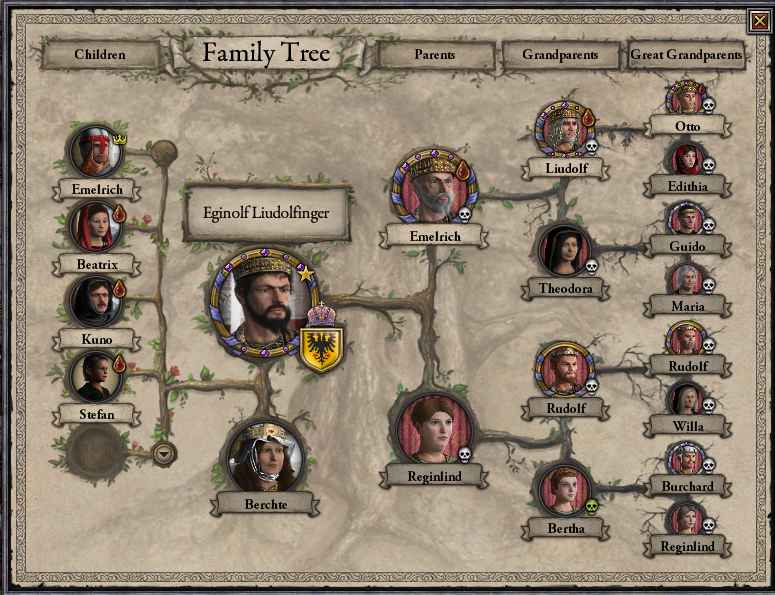 Children
Family Tree
Parents
Grandparents
Great Grandparents
Emelrich
Beatrix
Kuno
Stefan
Eginolf Liudolfinger
Berchte
Emelrich
Reginlind
Liudolf
Theodora
Rudolf
Bertha
Otto
Edithia
Guido
Maria
Rudolf
Willa
Burchard
Reginlind